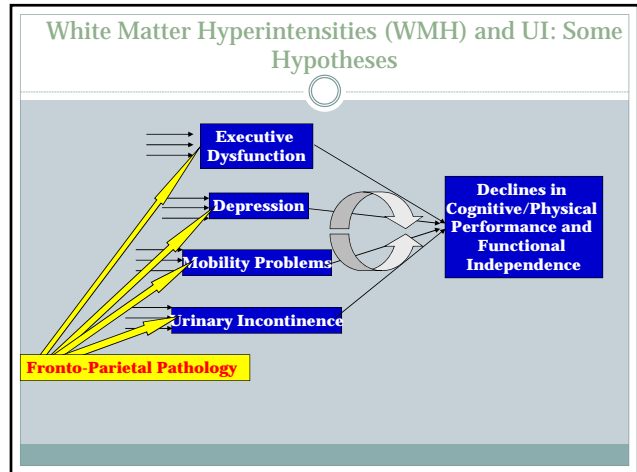 White Matter Hyperintensities (WMH) and UI: Some
Hypotheses
Executive
Dysfunction
Depression
Mobility Problems
Urinary Incontinence
Declines in
Cognitive/Physical
Performance and
Functional
Independence
Fronto-Parietal Pathology